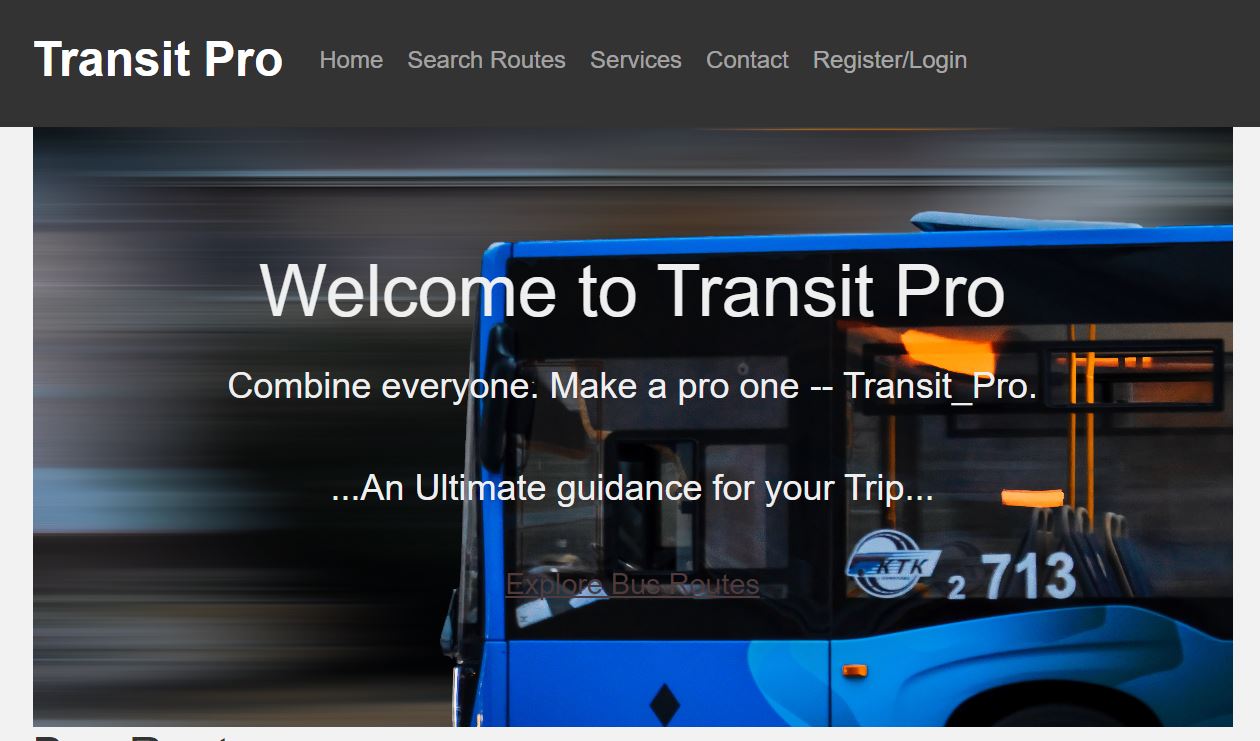 Transit Pro
Home Search Routes Services Contact Register/Login
Welcome to Transit Pro
Combine everyone. Make a pro one -- Transit_Pro.
...An Ultimate guidance for your Trip...
Explore Bus Routes
KTK
2 713